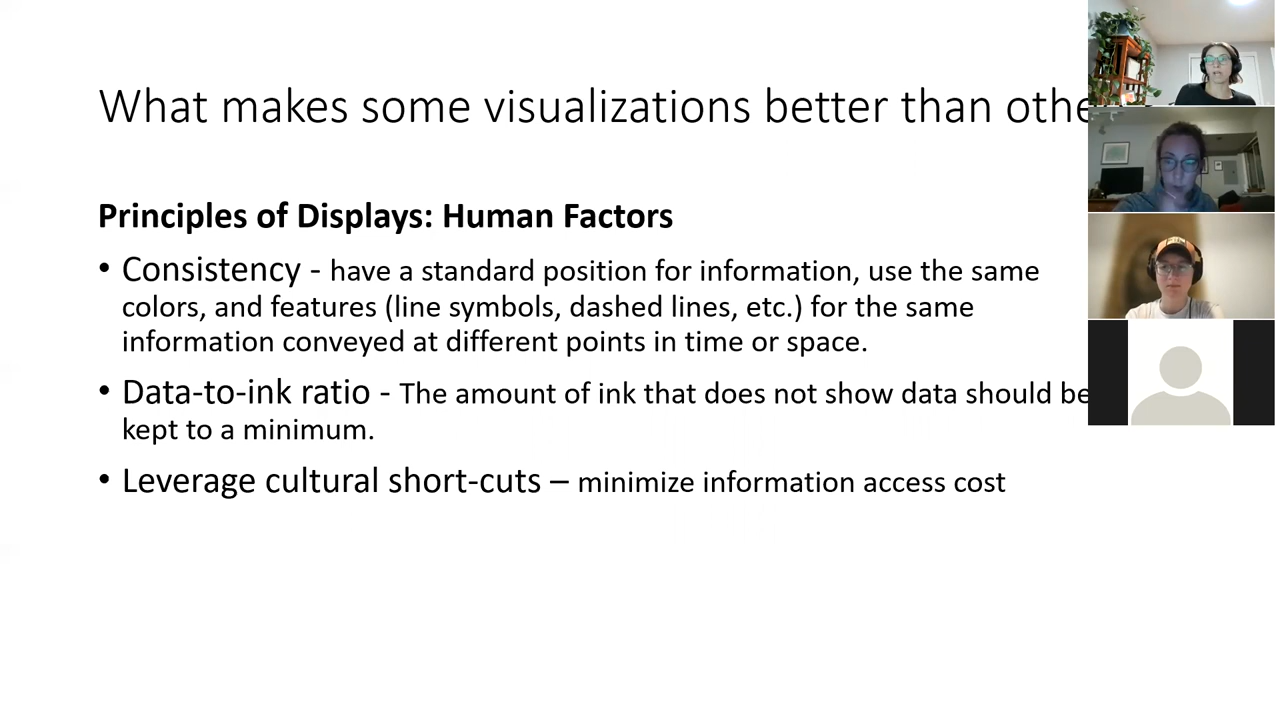 What makes some visualizations better than othe
Principles of Displays: Human Factors
• Consistency - have a standard position for information, use the same
colors, and features (line symbols, dashed lines, etc.) for the same
information conveyed at different points in time or space.
• Data-to-ink ratio - The amount of ink that does not show data should be
kept to a minimum.
• Leverage cultural short-cuts – minimize information access cost